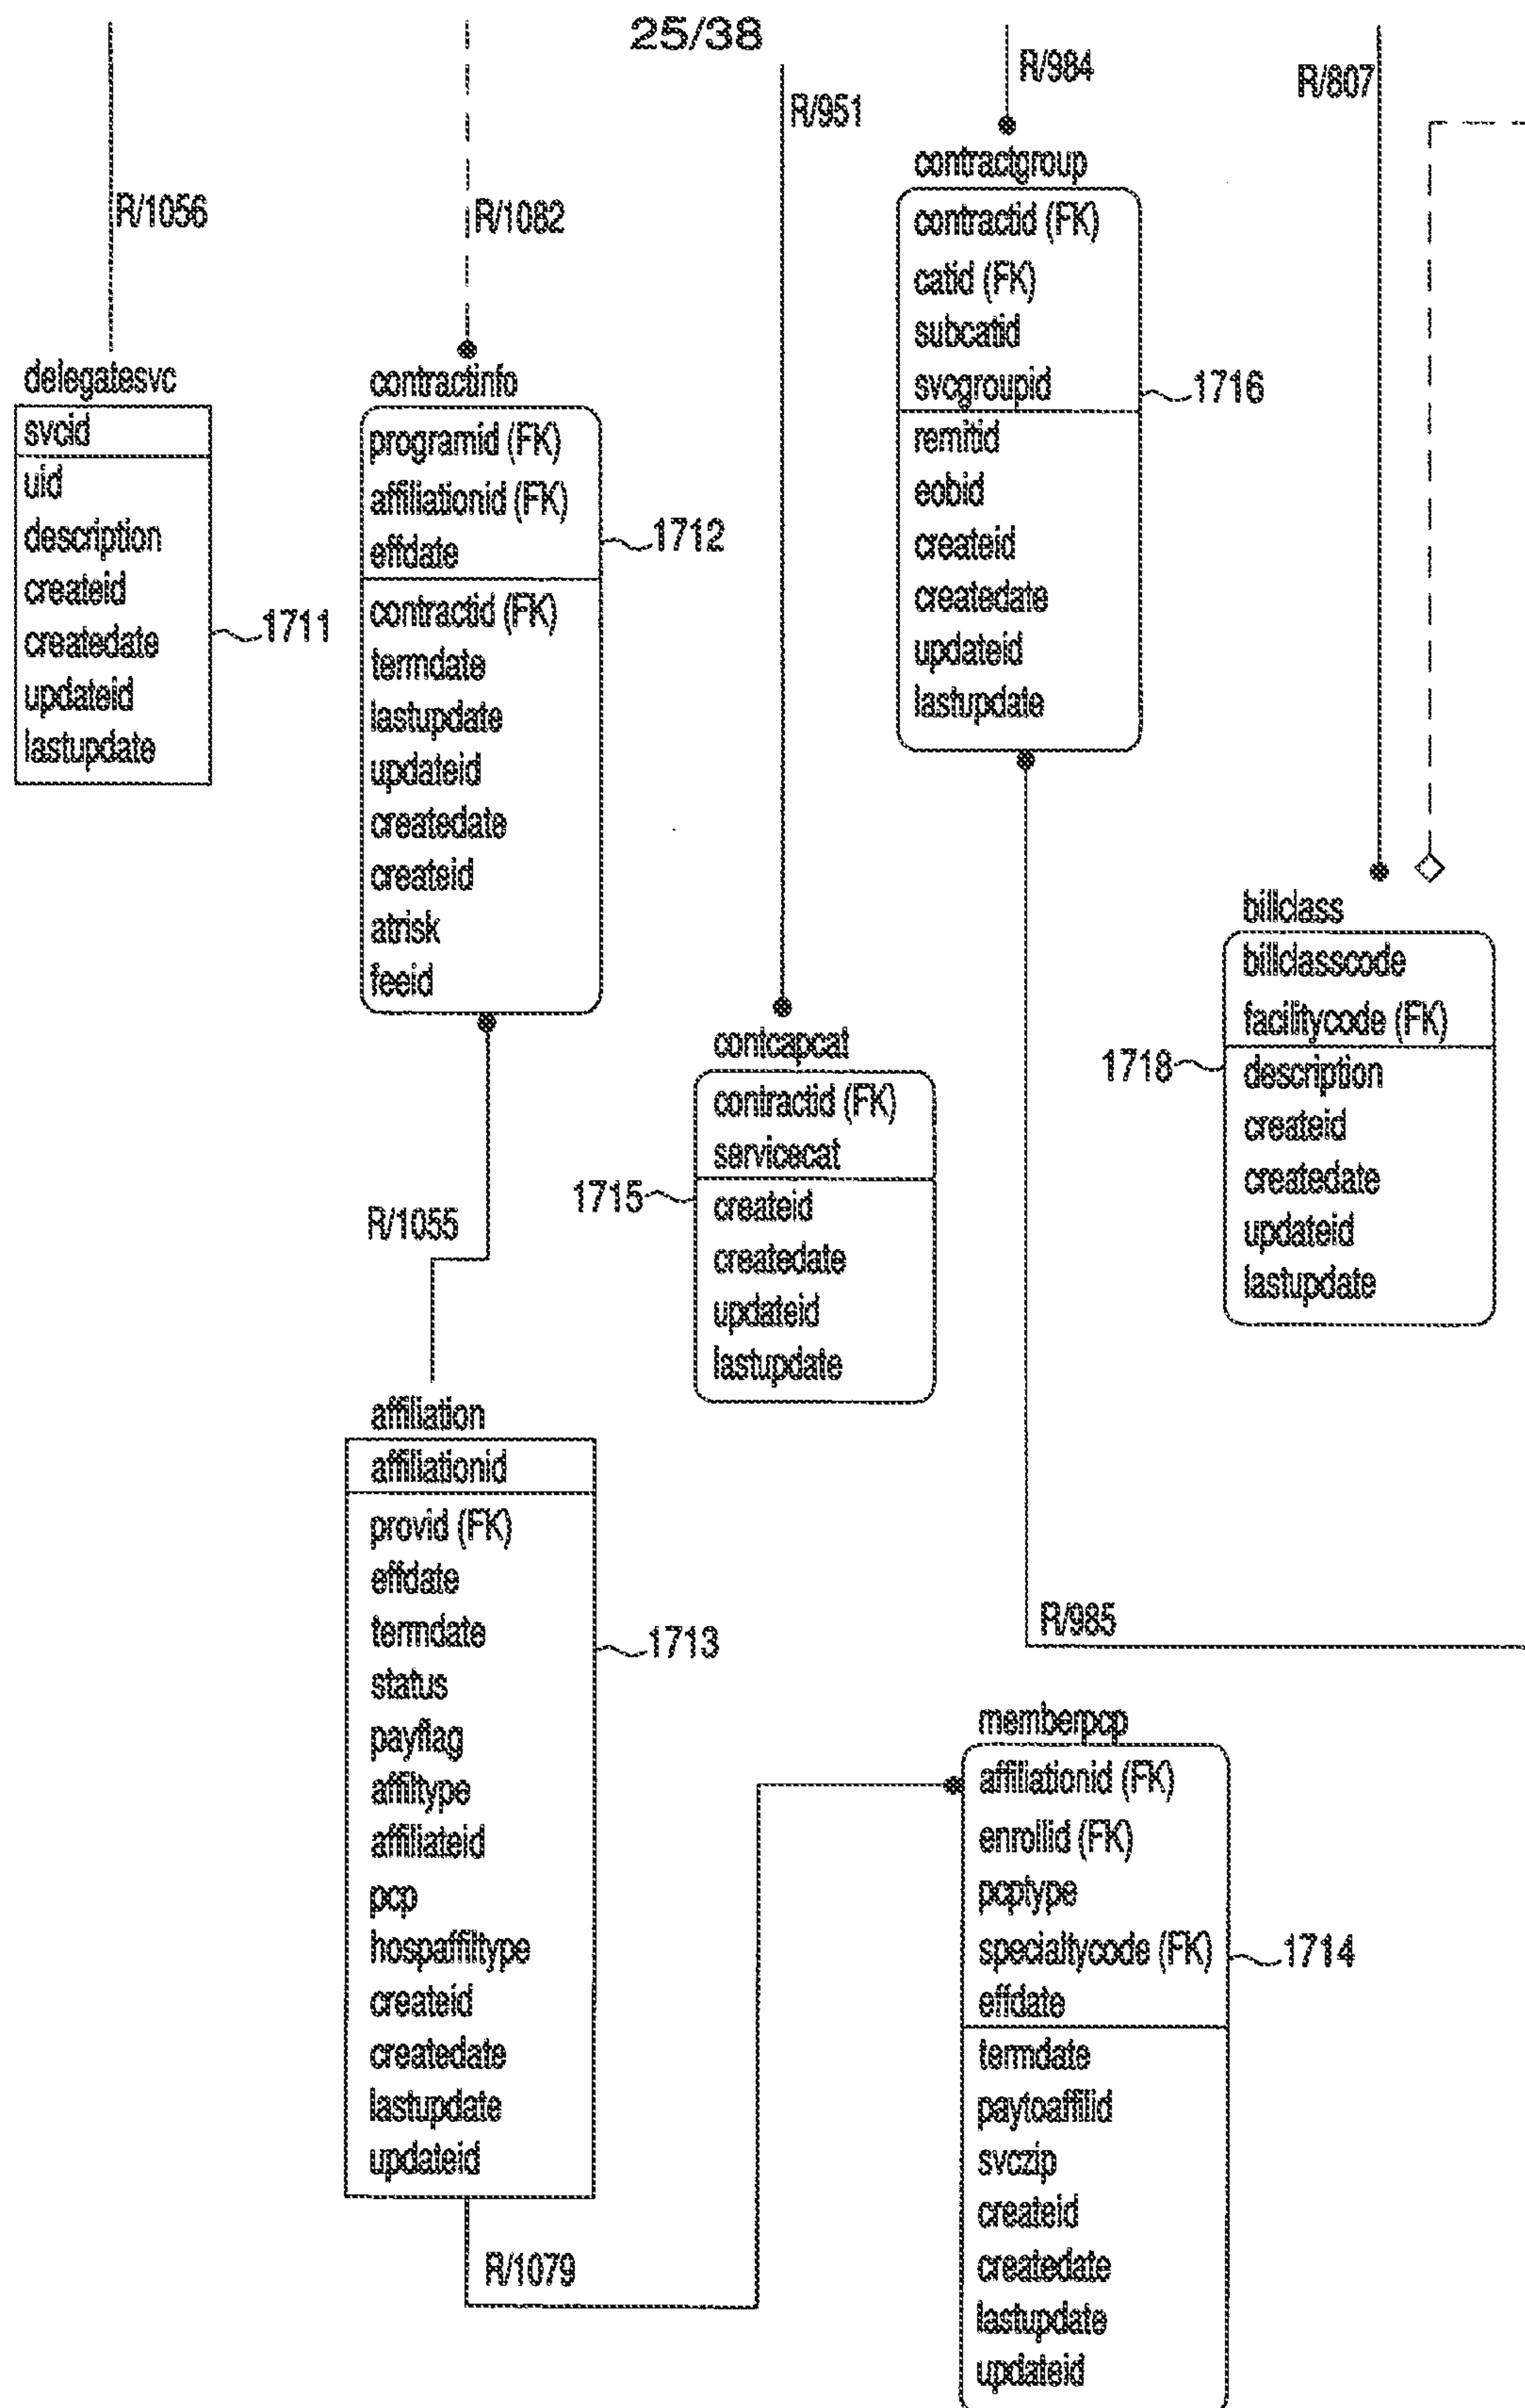 25/38
R/1056
R/1082
R/951
R/984
R/807
delegatesvc
svcid
uid
description
createid
createdate
updateid
lastupdate
1711
contractinfo
programid (FK)
affiliationid (FK)
effdate
contractid (FK)
termdate
lastupdate
updateid
createdate
createid
atrisk
feeid
1712
contractgroup
contractid (FK)
catid (FK)
subcatid
svcgroupid
remitid
eobid
createid
createdate
updateid
lastupdate
1716
contcapcat
contractid (FK)
servicecat
createid
createdate
updateid
lastupdate
1715
billclass
billclasscode
facilitycode (FK)
description
createid
createdate
updateid
lastupdate
1718
R/1055
affiliation
affiliationid
provid (FK)
effdate
termdate
status
payflag
affiltype
affiliateid
pcp
hospaffiltype
createid
createdate
lastupdate
updateid
1713
R/985
memberpcp
affiliationid (FK)
enrollid (FK)
pcptype
specialtycode (FK)
effdate
termdate
paytoaffilid
svczip
createid
createdate
lastupdate
updateid
1714
R/1079